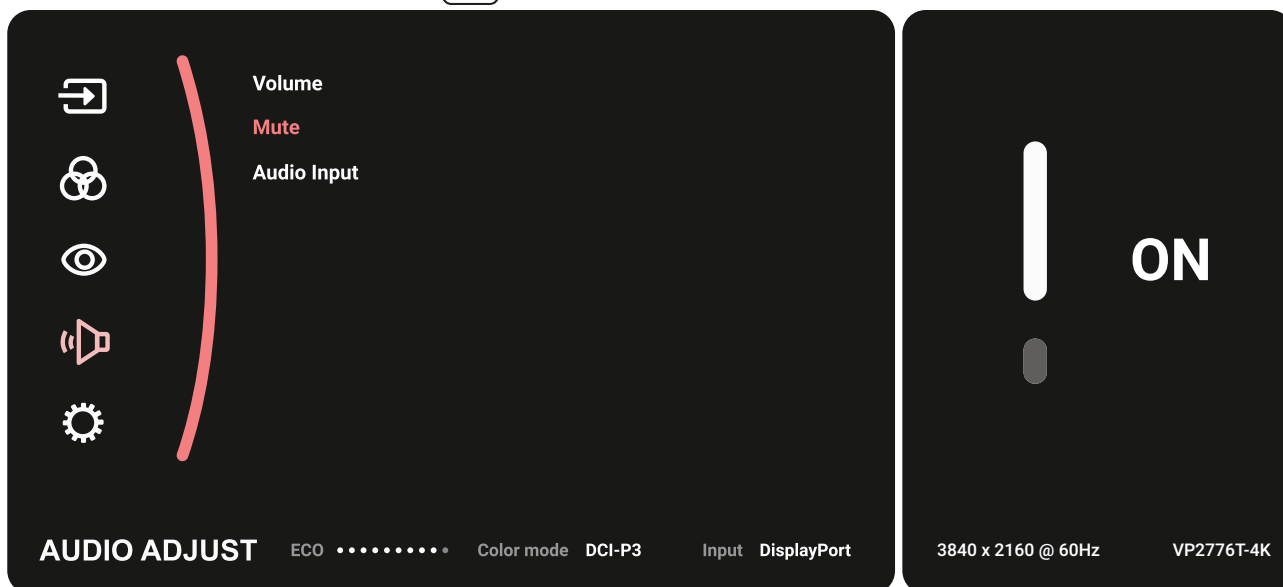 Volume
Mute
Audio Input
ON
AUDIO ADJUST ECO Color mode DCI-P3 Input DisplayPort 3840 x 2160 @ 60Hz VP2776T-4K